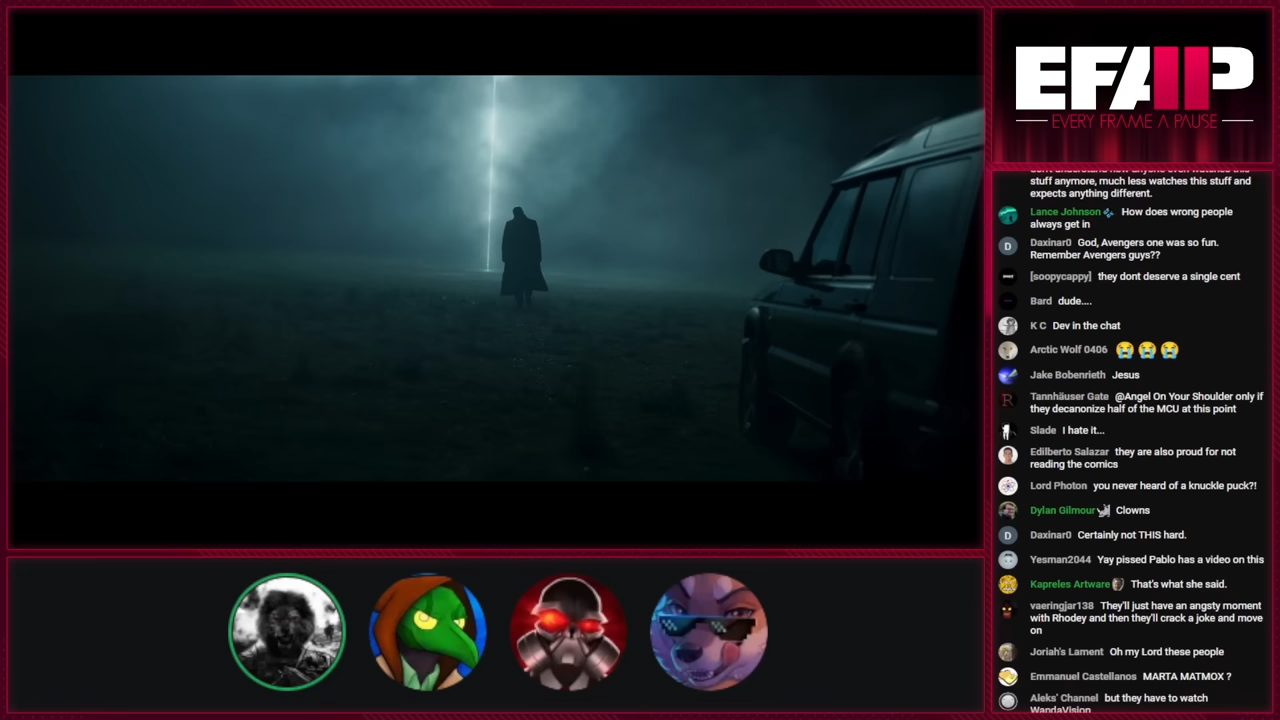 EFAP
EVERY FRAME A PAUSE
stuff anymore, much less watches this stuff and
expects anything different.
Lance Johnson How does wrong people
always get in
Daxinar0 God, Avengers one was so fun.
Remember Avengers guys??
[soopycappy] they dont deserve a single cent
Bard dude....
K C Dev in the chat
Arctic Wolf 0406 😭😭😭
Jake Bobenrieth Jesus
Tannhäuser Gate @Angel On Your Shoulder only if
they decanonize half of the MCU at this point
Slade I hate it...
Edilberto Salazar they are also proud for not
reading the comics
Lord Photon you never heard of a knuckle puck?!
Dylan Gilmour Clowns
D
Daxinar0 Certainly not THIS hard.
Yesman2044 Yay pissed Pablo has a video on this
Kapreles Artware That's what she said.
vaeringjar138 They'll just have an angsty moment
with Rhodey and then they'll crack a joke and move
on
Joriah's Lament Oh my Lord these people
Emmanuel Castellanos MARTA MATMOX ?
Aleks' Channel but they have to watch
WandaVision